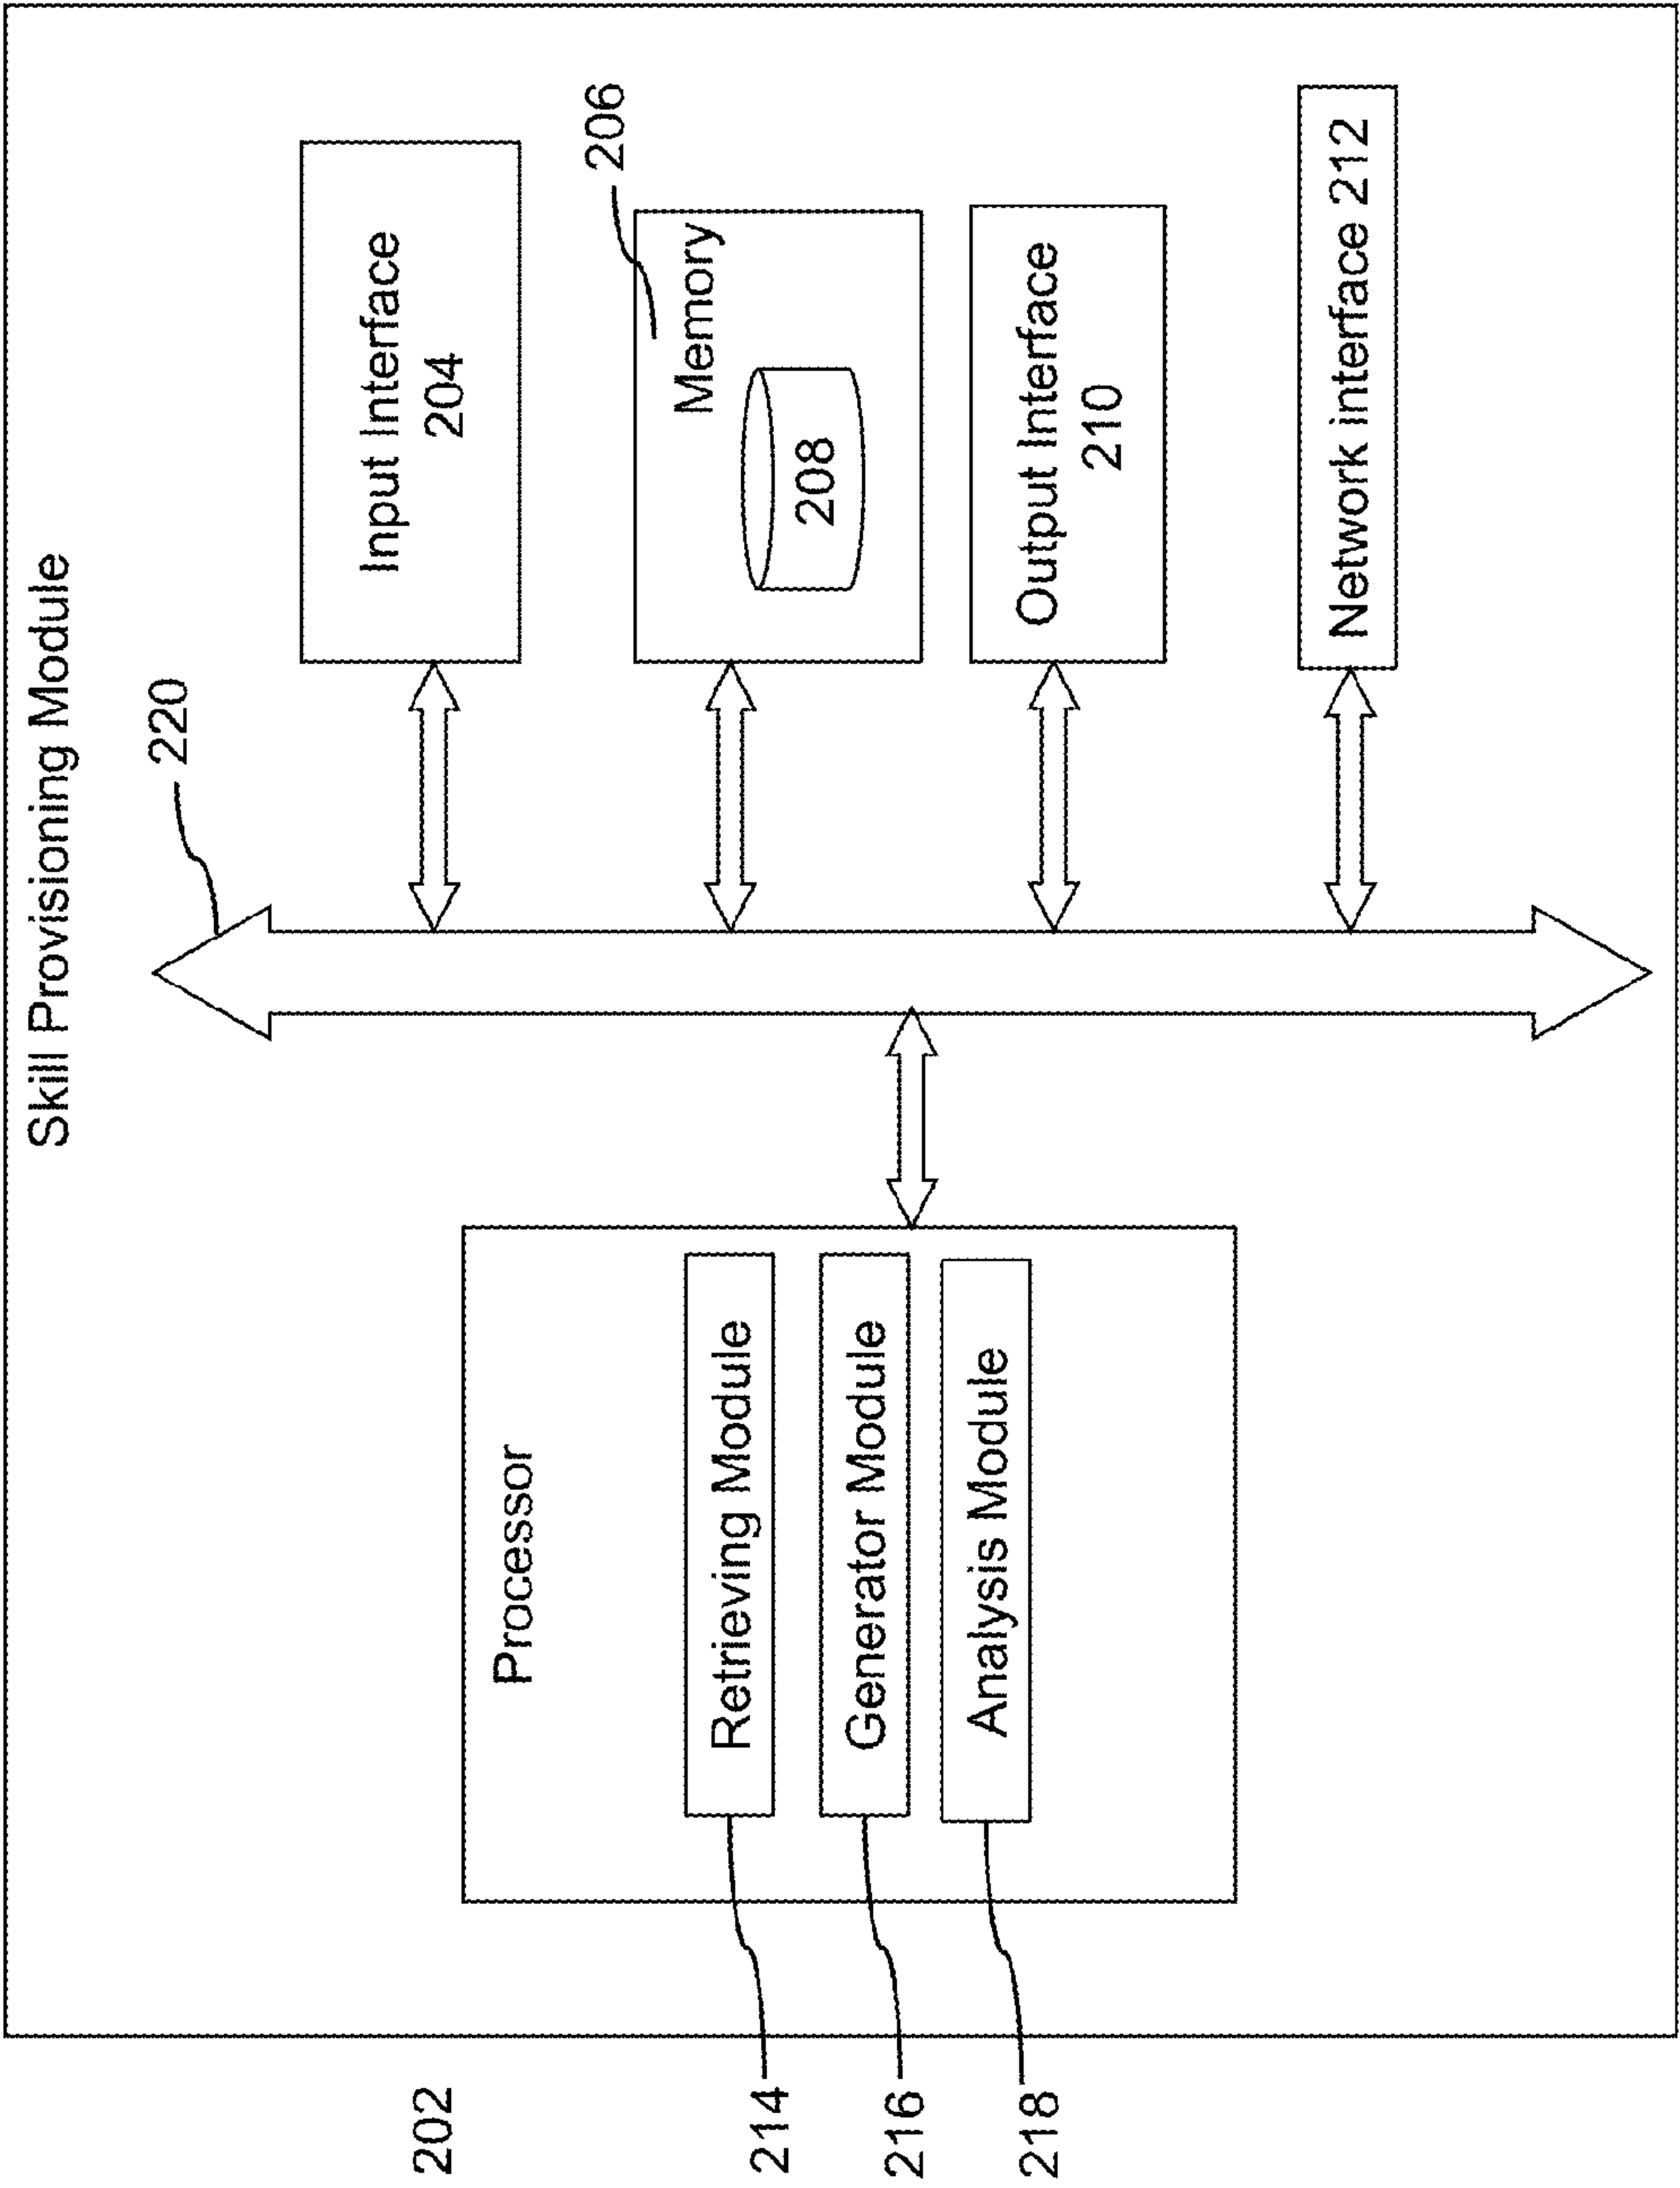 Skill Provisioning Module
220
202
Processor
214
Retrieving Module
216
Generator Module
218
Analysis Module
Input Interface
204
206
Memory
208
Output Interface
210
Network interface 212